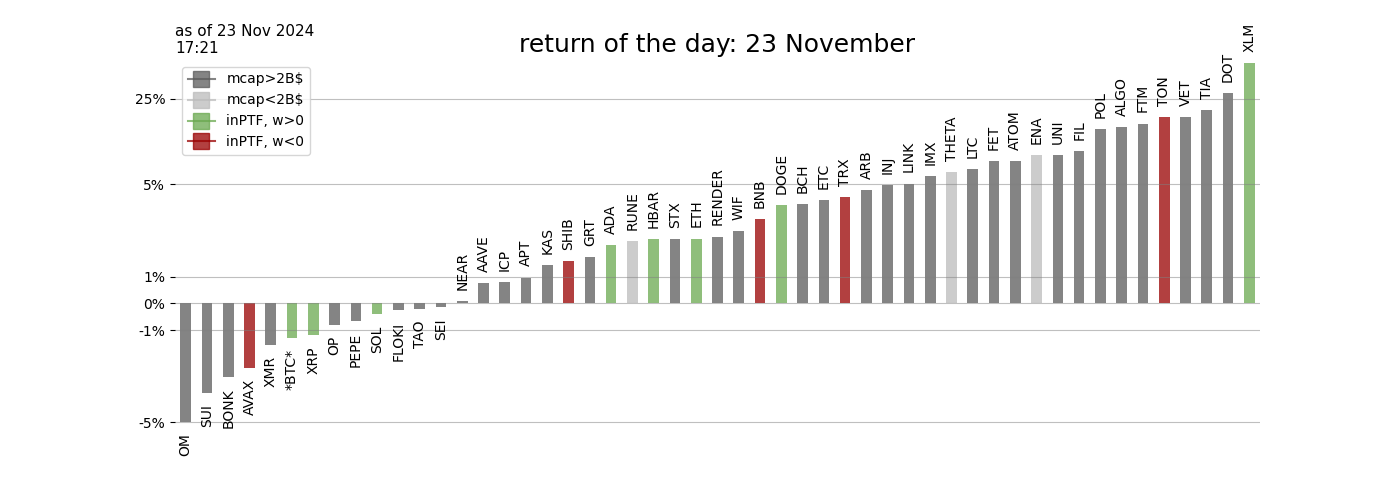 as of 23 Nov 2024
17:21
return of the day: 23 November
mcap>2B$
mcap<2B$
inPTF, w>0
inPTF, w<0
25%
5%
1%
0%
-1%
-5%
OM
SUI
BONK
AVAX
XMR
*BTC*
XRP
OP
PEPE
SOL
FLOKI
TAO
SEI
NEAR
AAVE
ICP
APT
KAS
SHIB
GRT
ADA
RUNE
HBAR
STX
ETH
RENDER
WIF
BNB
DOGE
BCH
ETC
TRX
ARB
INJ
LINK
IMX
THETA
LTC
FET
ATOM
ENA
UNI
FIL
POL
ALGO
FTM
TON
VET
TIA
DOT
XLM